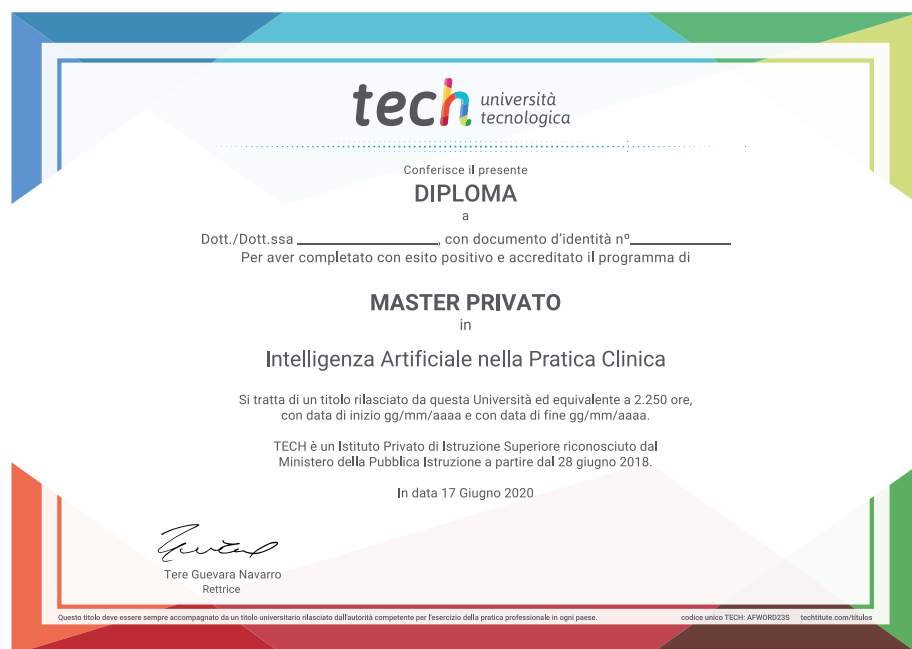 tech università
tecnologica
Conferisce il presente
DIPLOMA
a
Dott./Dott.ssa ____________________, con documento d'identità nº______________
Per aver completato con esito positivo e accreditato il programma di
MASTER PRIVATO
in
Intelligenza Artificiale nella Pratica Clinica
Si tratta di un titolo rilasciato da questa Università ed equivalente a 2.250 ore,
con data di inizio gg/mm/aaaa e con data di fine gg/mm/aaaa.
TECH è un Istituto Privato di Istruzione Superiore riconosciuto dal
Ministero della Pubblica Istruzione a partire dal 28 giugno 2018.
In data 17 Giugno 2020
Tere Guevara Navarro
Rettrice
Questo titolo deve essere sempre accompagnato da un titolo universitario rilasciato dall'autorità competente per l'esercizio della pratica professionale in ogni paese. codice unico TECH: AFWORD23S techtitute.com/títulos